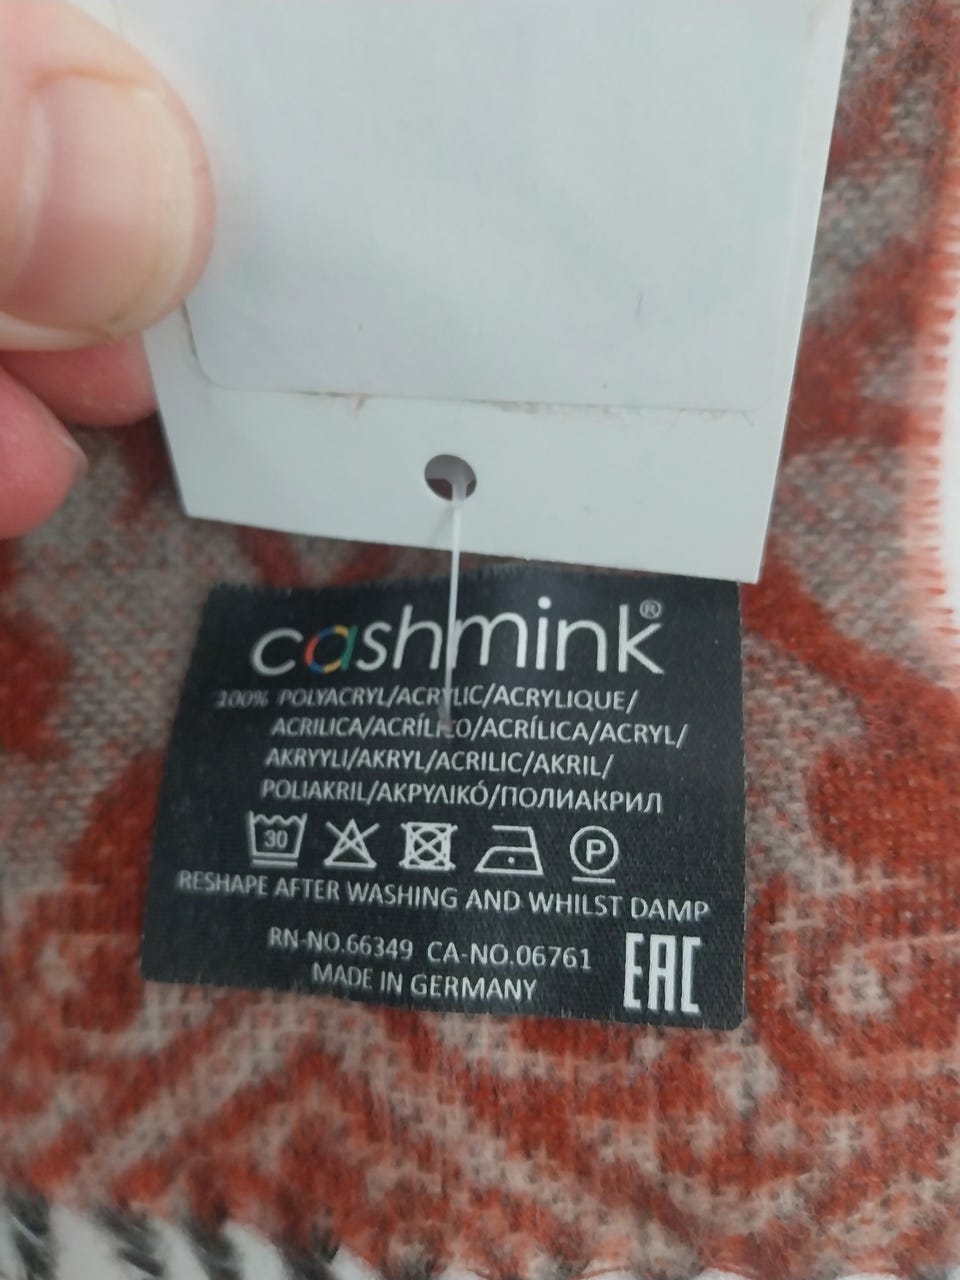 cashmink®
100% POLYACRYL/ACRYLIC/ACRYLIQUE/
ACRILICA/ACRÍLICO/ACRÍLICA/ACRYL/
AKRYYLI/AKRYL/ACRILIC/AKRIL/
POLIAKRIL/ΑΚΡΥΛΙΚÓ/ПОЛИАКРИЛ
30 P
RESHAPE AFTER WASHING AND WHILST DAMP
RN-NO.66349 CA-NO.06761
MADE IN GERMANY
EAC